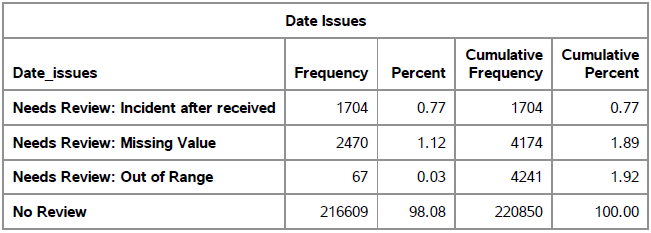 Date Issues
Date_issues Frequency Percent Cumulative Frequency Cumulative Percent
Needs Review: Incident after received 1704 0.77 1704 0.77
Needs Review: Missing Value 2470 1.12 4174 1.89
Needs Review: Out of Range 67 0.03 4241 1.92
No Review 216609 98.08 220850 100.00